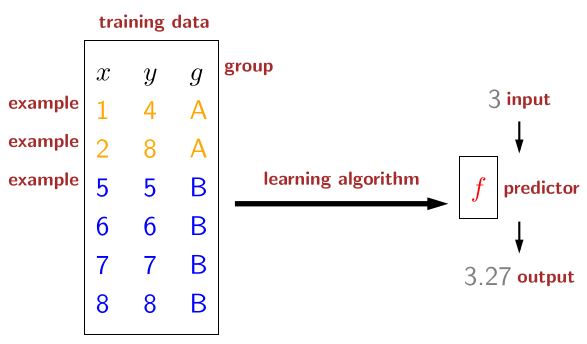 training data
x y g group
example 1 4 A
example 2 8 A
example 5 5 B
6 6 B
7 7 B
8 8 B
learning algorithm
3 input
f predictor
3.27 output